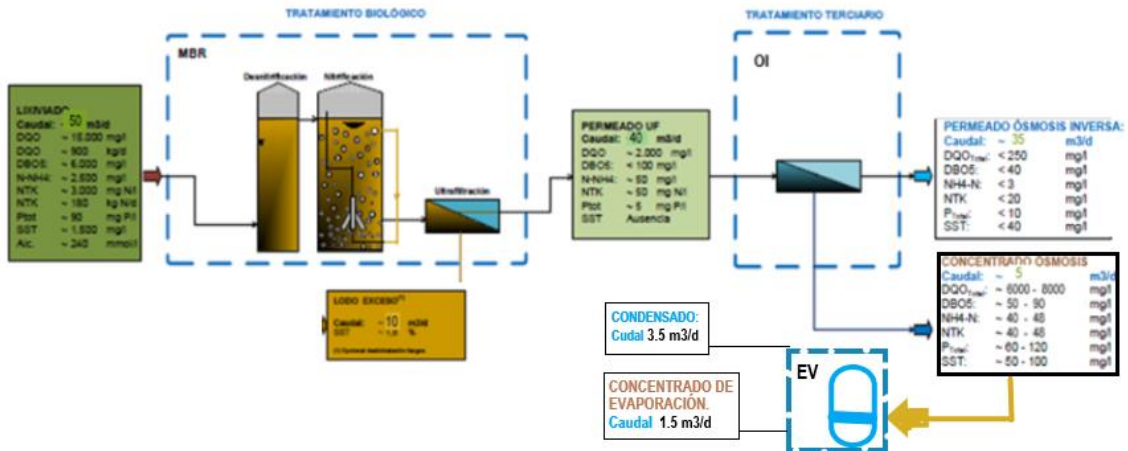 TRATAMIENTO BIOLÓGICO
TRATAMIENTO TERCIARIO
MBR
Desnitrificación
Nitrificación
Ultrafiltración
OI
LIXIVIADO
Caudal: 50 m3/d
DQO ~ 15.000 mg/l
DQO ~ 900 kg/d
DBO5: ~ 6.000 mg/l
N-NH4: ~ 2.500 mg/l
NTK ~ 3.000 mg N/l
NTK ~ 180 kg N/d
Ptot ~ 90 mg P/l
SST ~ 1.500 mg/l
Alc. ~ 240 mmol/l
LODO EXCESO(1)
Caudal: ~ 10 m3/d
SST %
PERMEADO UF
Caudal: 40 m3/d
DQO ~ 2.000 mg/l
DBO5: < 100 mg/l
N-NH4: ~ 50 mg/l
NTK ~ 50 mg N/l
Ptot ~ 5 mg P/l
SST Ausencia
PERMEADO ÓSMOSIS INVERSA:
Caudal: ~ 35 m3/d
DQOTotal: < 250 mg/l
DBO5: < 40 mg/l
NH4-N: < 3 mg/l
NTK < 20 mg/l
PTotal: < 10 mg/l
SST: < 40 mg/l
CONCENTRADO ÓSMOSIS
Caudal: ~ 5 m3/d
DQOTotal: ~ 6000 - 8000 mg/l
DBO5: ~ 50 - 90 mg/l
NH4-N: ~ 40 - 48 mg/l
NTK ~ 40 - 48 mg/l
PTotal: ~ 60 - 120 mg/l
SST: ~ 50 - 100 mg/l
CONDENSADO:
Cudal 3.5 m3/d
CONCENTRADO DE
EVAPORACIÓN.
Caudal 1.5 m3/d
EV